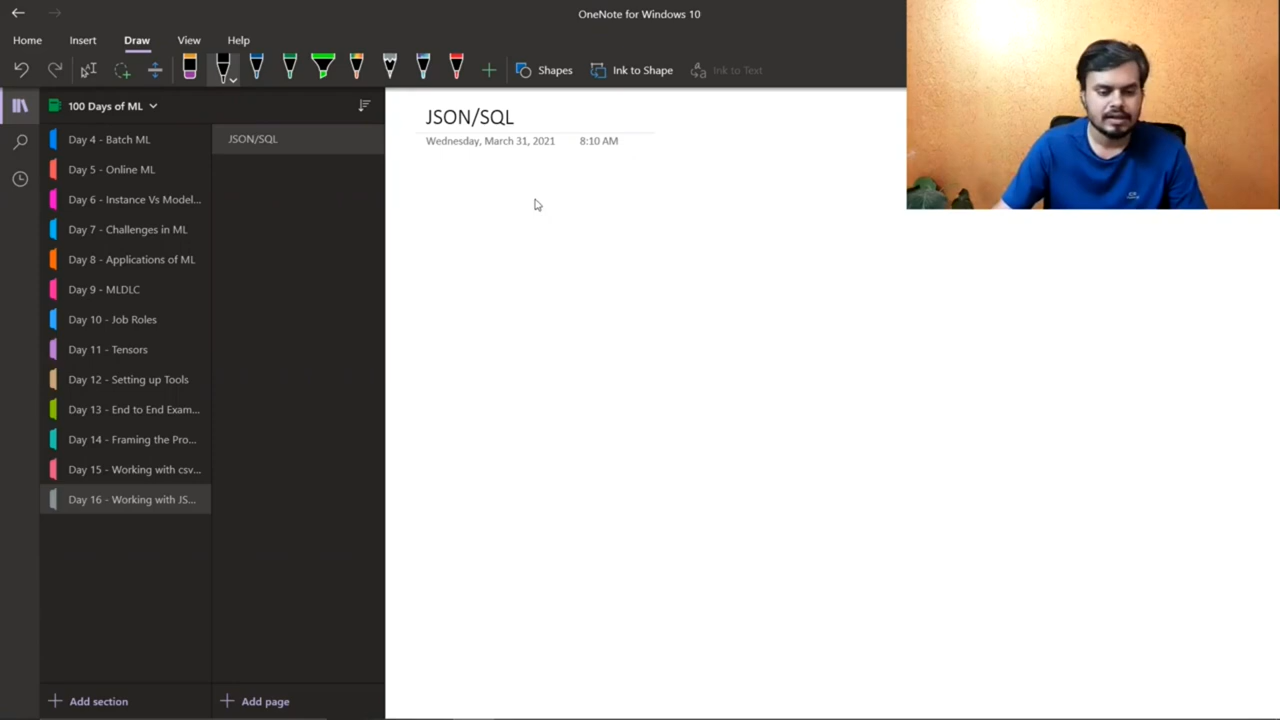 OneNote for Windows 10
Home Insert Draw View Help
Shapes Ink to Shape Ink to Text
100 Days of ML
Day 4 - Batch ML
Day 5 - Online ML
Day 6 - Instance Vs Model...
Day 7 - Challenges in ML
Day 8 - Applications of ML
Day 9 - MLDLC
Day 10 - Job Roles
Day 11 - Tensors
Day 12 - Setting up Tools
Day 13 - End to End Exam...
Day 14 - Framing the Pro...
Day 15 - Working with csv...
Day 16 - Working with JS...
Add section
JSON/SQL
Add page
JSON/SQL
Wednesday, March 31, 2021 8:10 AM